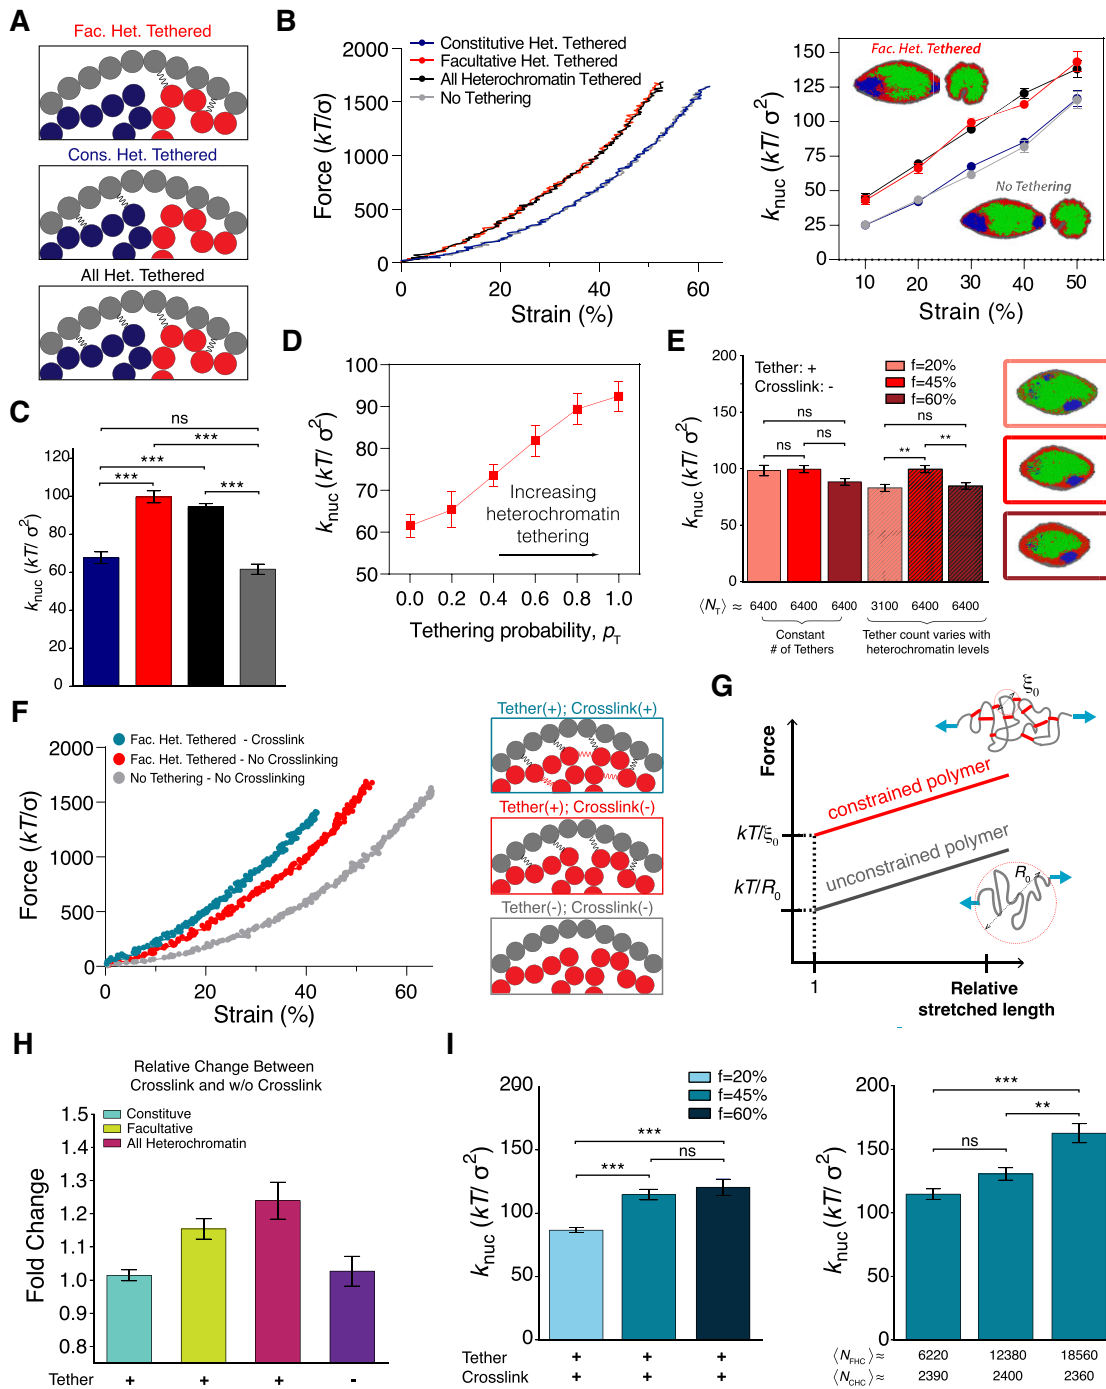 A
Fac. Het. Tethered
Cons. Het. Tethered
All Het. Tethered
B
Constitutive Het. Tethered
Facultative Het. Tethered
All Heterochromatin Tethered
No Tethering
Force (kT/σ)
2000
1500
1000
500
0
0
20
40
60
Strain (%)
k_nuc (kT/ σ²)
150
125
100
75
50
25
0
10
20
30
40
50
Strain (%)
Fac. Het. Tethered
No Tethering
C
ns
***
***
***
***
k_nuc (kT/ σ²)
120
100
80
60
40
20
0
D
k_nuc (kT/ σ²)
100
90
80
70
60
50
Increasing
heterochromatin
tethering
0.0
0.2
0.4
0.6
0.8
1.0
Tethering probability, p_T
E
k_nuc (kT/ σ²)
200
150
100
50
0
Tether: +
Crosslink: -
f=20%
f=45%
f=60%
ns
ns
ns
ns
**
**
⟨N_T⟩ ≈ 6400 6400 6400 3100 6400 6400
Constant
# of Tethers
Tether count varies with
heterochromatin levels
F
Fac. Het. Tethered - Crosslink
Fac. Het. Tethered - No Crosslinking
No Tethering - No Crosslinking
Force (kT/σ)
2000
1500
1000
500
0
0
20
40
60
Strain (%)
Tether(+); Crosslink(+)
Tether(+); Crosslink(-)
Tether(-); Crosslink(-)
G
Force
ξ₀
constrained polymer
kT/ξ₀
unconstrained polymer
kT/R₀
R₀
1
Relative
stretched length
H
Relative Change Between
Crosslink and w/o Crosslink
Constituve
Facultative
All Heterochromatin
Fold Change
1.5
1.4
1.3
1.2
1.1
1.0
0.9
0.8
Tether + + + -
I
k_nuc (kT/ σ²)
200
150
100
50
0
f=20%
f=45%
f=60%
***
***
ns
Tether + + +
Crosslink + + +
k_nuc (kT/ σ²)
200
150
100
50
0
***
**
ns
⟨N_FHC⟩≈ 6220 12380 18560
⟨N_CHC⟩≈ 2390 2400 2360